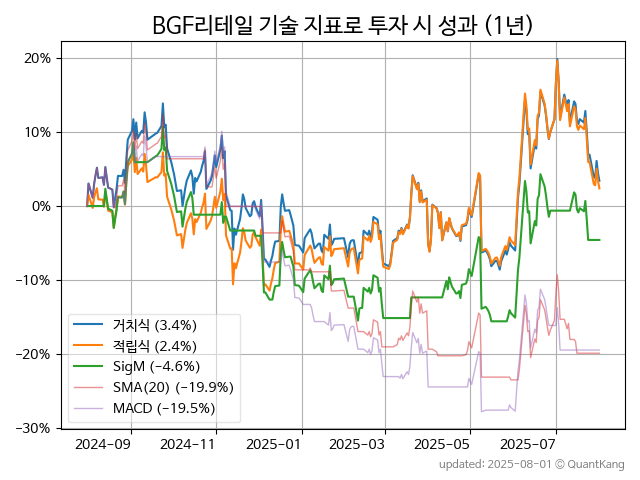 BGF리테일 기술 지표로 투자 시 성과 (1년)
20%
10%
0%
−10%
−20%
−30%
거치식 (3.4%)
적립식 (2.4%)
SigM (−4.6%)
SMA(20) (−19.9%)
MACD (−19.5%)
2024-09
2024-11
2025-01
2025-03
2025-05
2025-07
updated: 2025-08-01 © QuantKang